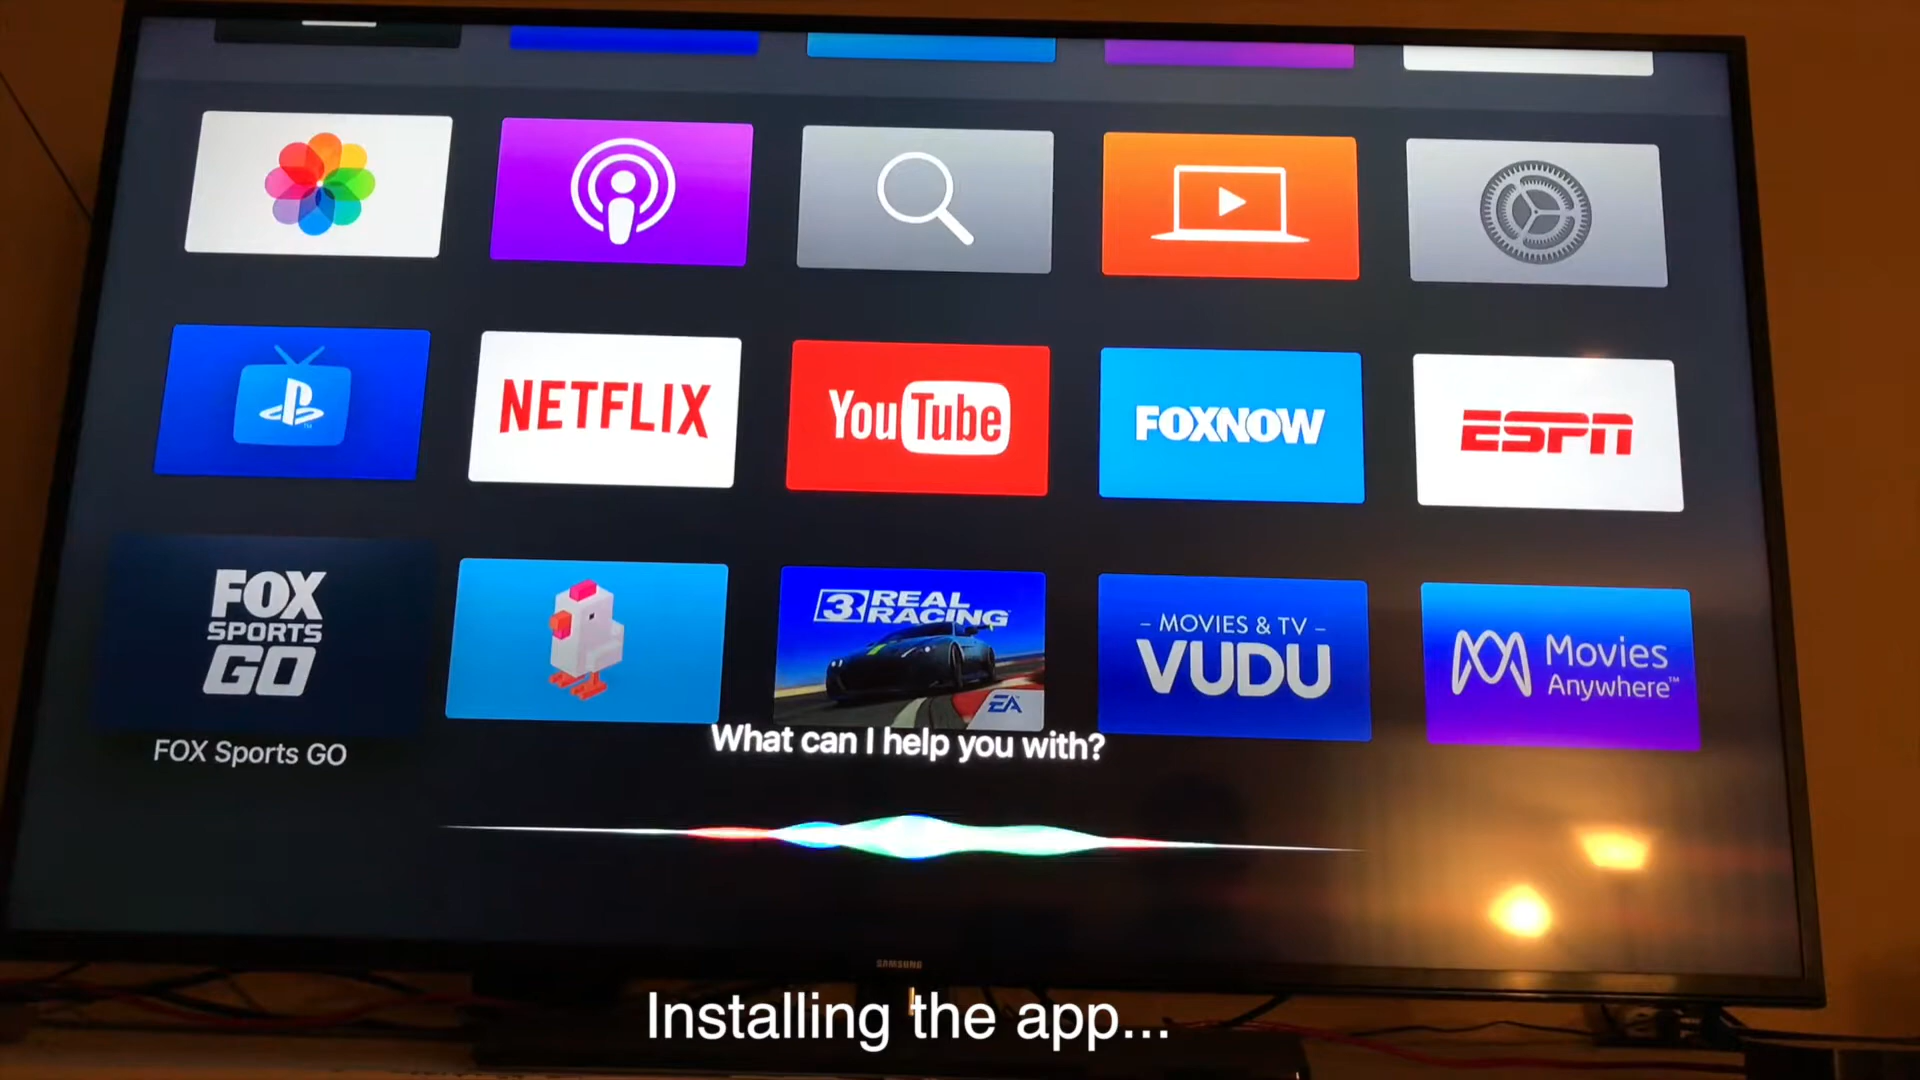 NETFLIX
YouTube
FOXNOW
ESPN
FOX
SPORTS
GO
3 REAL
RACING
EA
- MOVIES & TV -
VUDU
Movies
Anywhere™
FOX Sports GO
What can I help you with?
SAMSUNG
Installing the app...